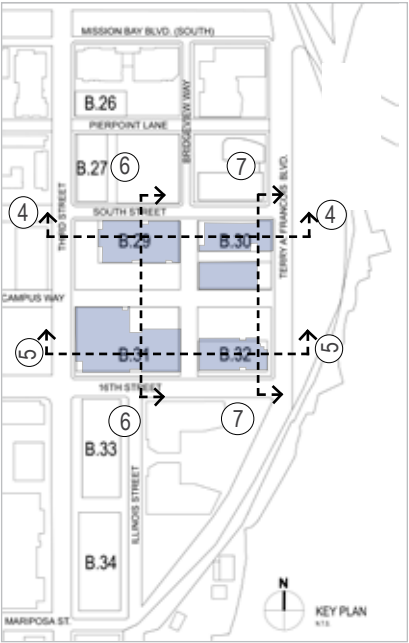 MISSION BAY BLVD. (SOUTH)
B.26
BRIDGEVIEW WAY
PIERPOINT LANE
B.27
6
7
THIRD STREET
TERRY A FRANCOIS BLVD.
4
SOUTH STREET
4
B.29
B.30
CAMPUS WAY
5
B.31
B.32
5
16TH STREET
6
7
B.33
ILLINOIS STREET
B.34
N
KEY PLAN
N.T.S.
MARIPOSA ST.